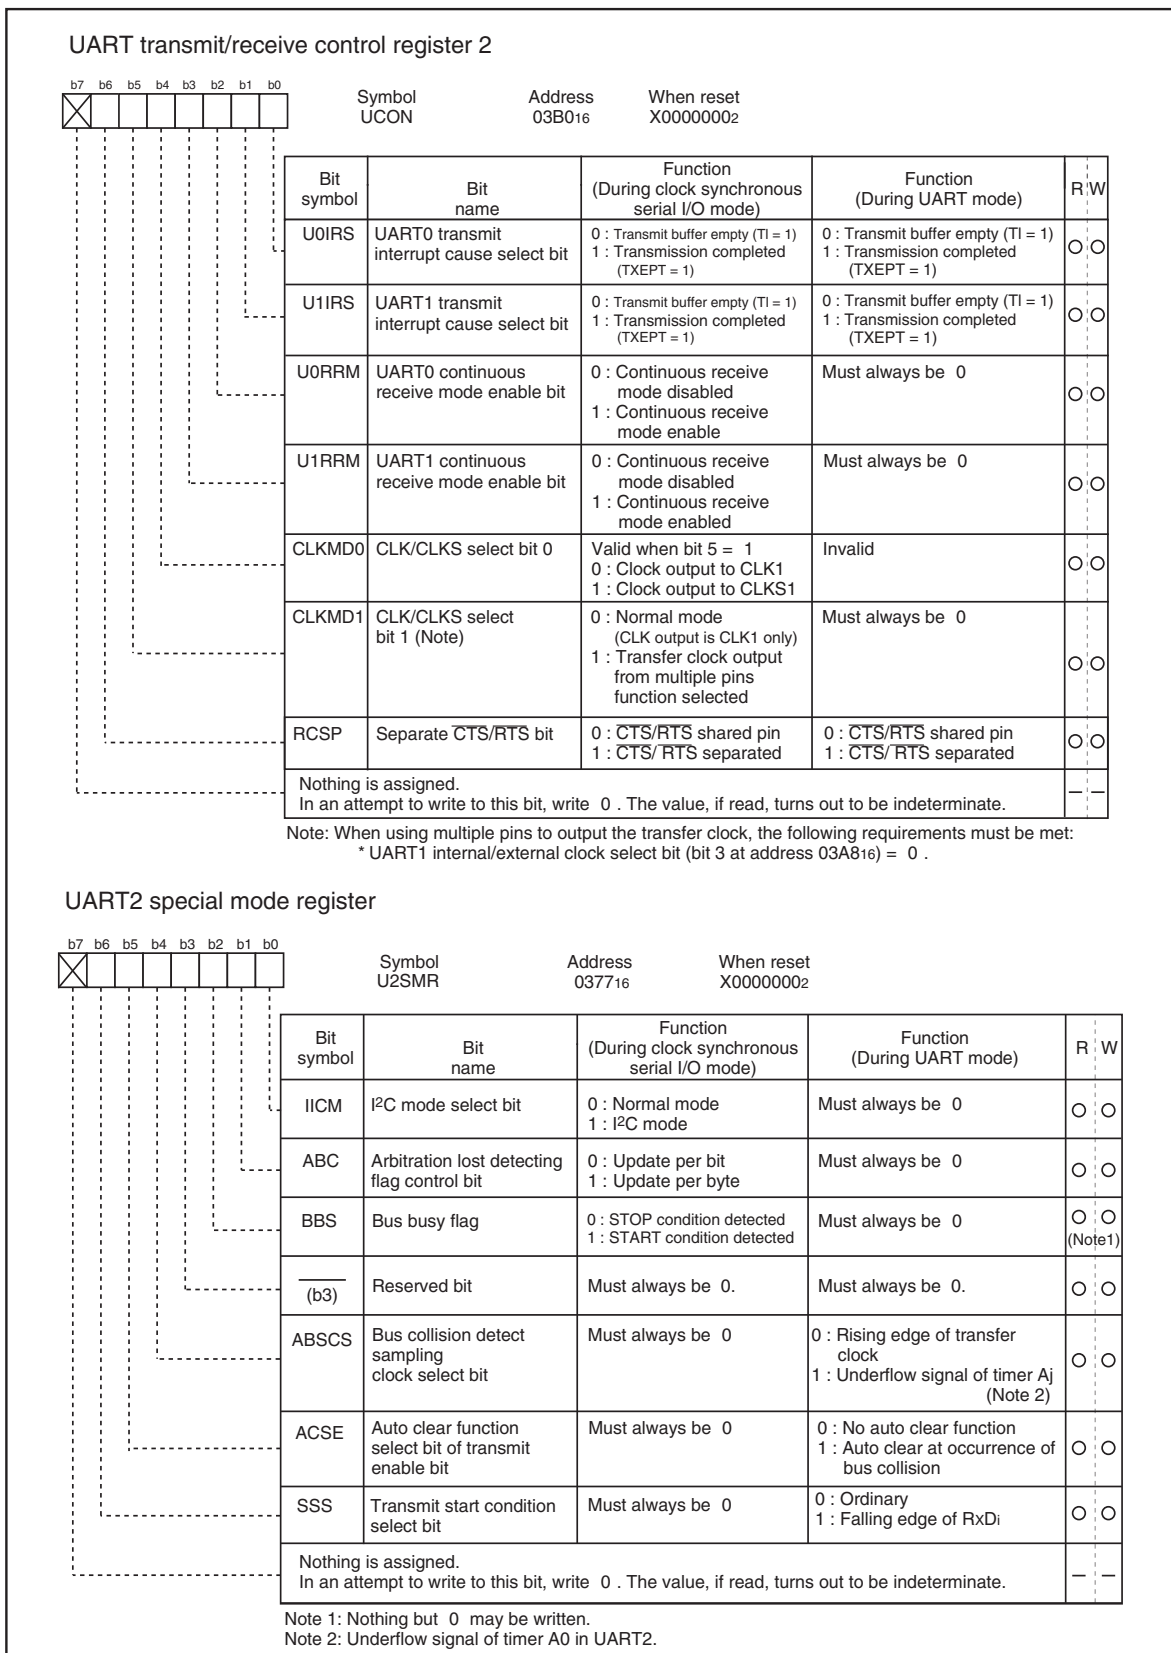 UART transmit/receive control register 2
b7 b6 b5 b4 b3 b2 b1 b0
Symbol Address When reset
UCON 03B016 X00000002
Bit symbol Bit name Function (During clock synchronous serial I/O mode) Function (During UART mode) R W
U0IRS UART0 transmit interrupt cause select bit 0 : Transmit buffer empty (Tl = 1) 1 : Transmission completed (TXEPT = 1) 0 : Transmit buffer empty (Tl = 1) 1 : Transmission completed (TXEPT = 1)
U1IRS UART1 transmit interrupt cause select bit 0 : Transmit buffer empty (Tl = 1) 1 : Transmission completed (TXEPT = 1) 0 : Transmit buffer empty (Tl = 1) 1 : Transmission completed (TXEPT = 1)
U0RRM UART0 continuous receive mode enable bit 0 : Continuous receive mode disabled 1 : Continuous receive mode enable Must always be 0
U1RRM UART1 continuous receive mode enable bit 0 : Continuous receive mode disabled 1 : Continuous receive mode enabled Must always be 0
CLKMD0 CLK/CLKS select bit 0 Valid when bit 5 = 1 0 : Clock output to CLK1 1 : Clock output to CLKS1 Invalid
CLKMD1 CLK/CLKS select bit 1 (Note) 0 : Normal mode (CLK output is CLK1 only) 1 : Transfer clock output from multiple pins function selected Must always be 0
RCSP Separate CTS/RTS bit 0 : CTS/RTS shared pin 1 : CTS/ RTS separated 0 : CTS/RTS shared pin 1 : CTS/ RTS separated
Nothing is assigned.
In an attempt to write to this bit, write 0 . The value, if read, turns out to be indeterminate. – –
Note: When using multiple pins to output the transfer clock, the following requirements must be met:
* UART1 internal/external clock select bit (bit 3 at address 03A816) = 0 .
UART2 special mode register
b7 b6 b5 b4 b3 b2 b1 b0
Symbol Address When reset
U2SMR 037716 X00000002
Bit symbol Bit name Function (During clock synchronous serial I/O mode) Function (During UART mode) R W
IICM I2C mode select bit 0 : Normal mode 1 : I2C mode Must always be 0
ABC Arbitration lost detecting flag control bit 0 : Update per bit 1 : Update per byte Must always be 0
BBS Bus busy flag 0 : STOP condition detected 1 : START condition detected Must always be 0 (Note1)
(b3) Reserved bit Must always be 0. Must always be 0.
ABSCS Bus collision detect sampling clock select bit Must always be 0 0 : Rising edge of transfer clock 1 : Underflow signal of timer Aj (Note 2)
ACSE Auto clear function select bit of transmit enable bit Must always be 0 0 : No auto clear function 1 : Auto clear at occurrence of bus collision
SSS Transmit start condition select bit Must always be 0 0 : Ordinary 1 : Falling edge of RxDi
Nothing is assigned.
In an attempt to write to this bit, write 0 . The value, if read, turns out to be indeterminate. – –
Note 1: Nothing but 0 may be written.
Note 2: Underflow signal of timer A0 in UART2.